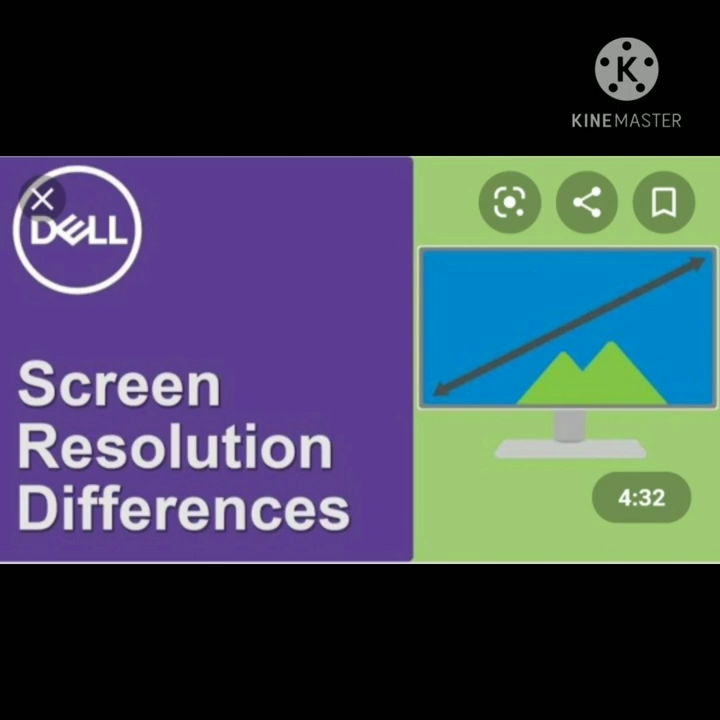 K
KINEMASTER
DELL
Screen
Resolution
Differences
4:32